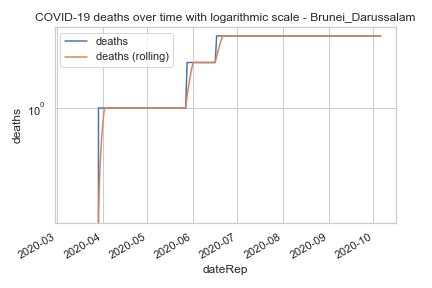 COVID-19 deaths over time with logarithmic scale - Brunei_Darussalam
deaths
deaths (rolling)
10⁰
deaths
2020-03
2020-04
2020-05
2020-06
2020-07
2020-08
2020-09
2020-10
dateRep